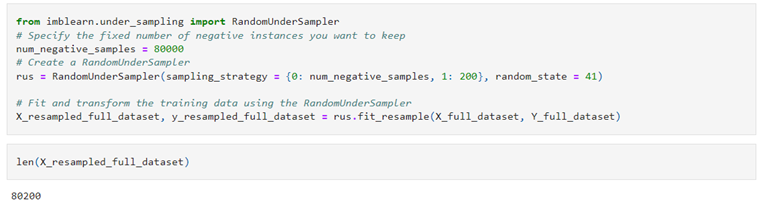 from imblearn.under_sampling import RandomUnderSampler
# Specify the fixed number of negative instances you want to keep
num_negative_samples = 80000
# Create a RandomUnderSampler
rus = RandomUnderSampler(sampling_strategy = {0: num_negative_samples, 1: 200}, random_state = 41)
# Fit and transform the training data using the RandomUnderSampler
X_resampled_full_dataset, y_resampled_full_dataset = rus.fit_resample(X_full_dataset, Y_full_dataset)
len(X_resampled_full_dataset)
80200